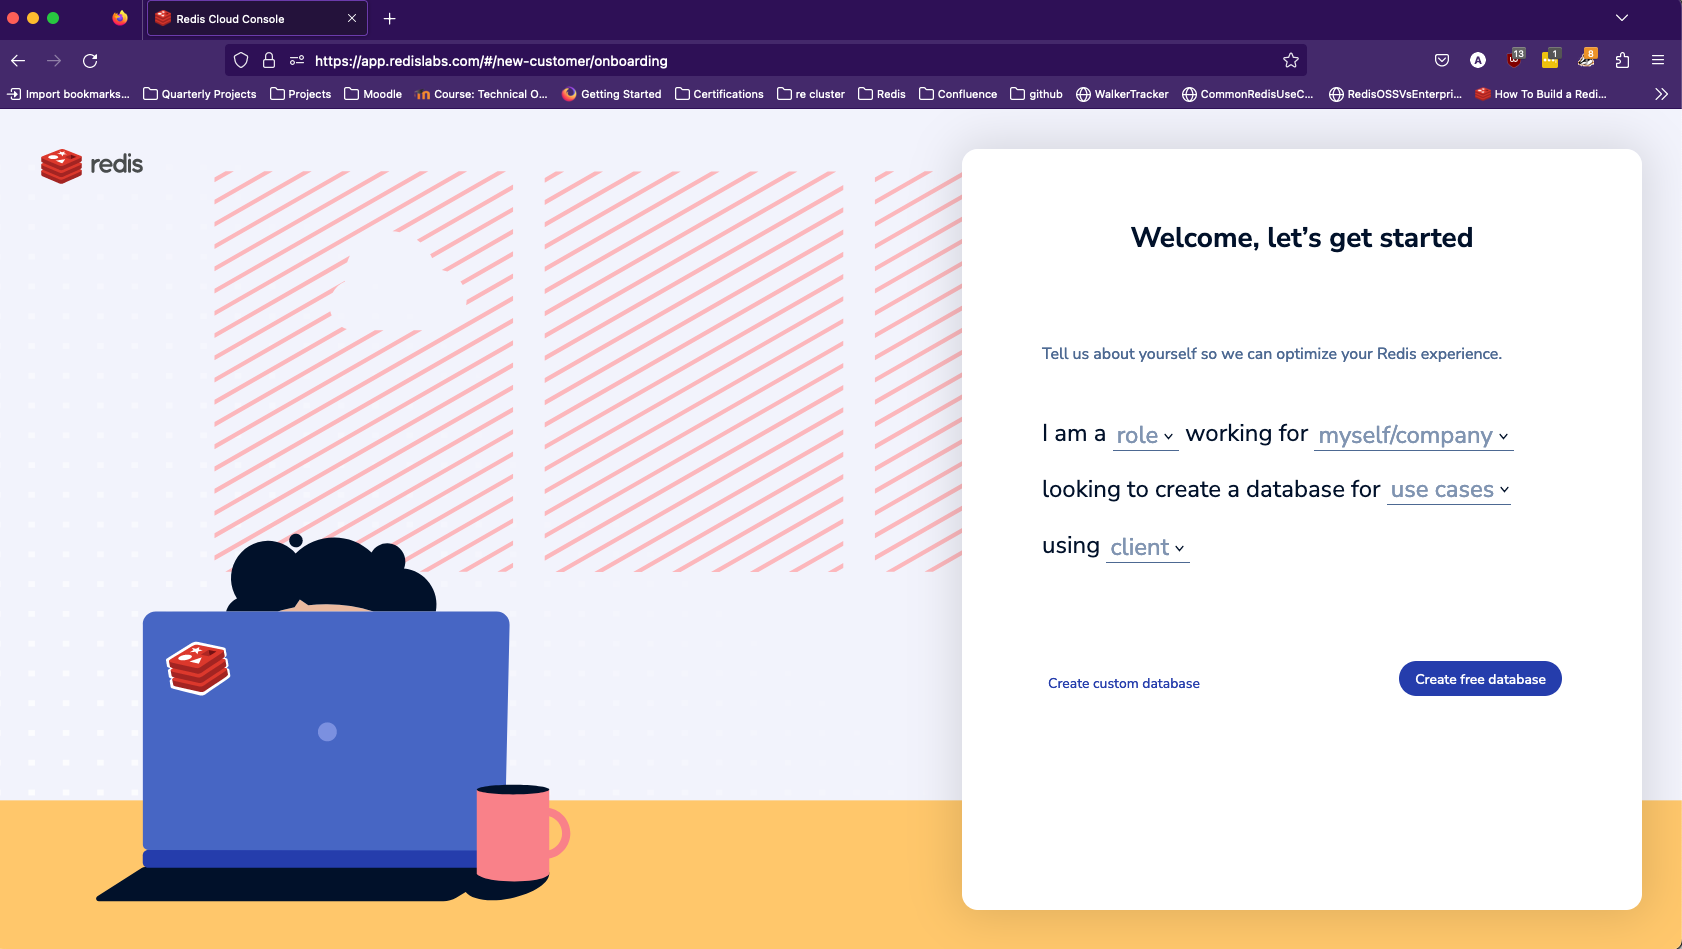 Redis Cloud Console
https://app.redislabs.com/#/new-customer/onboarding
A 13 1 8
Import bookmarks... Quarterly Projects Projects Moodle Course: Technical O... Getting Started Certifications re cluster Redis Confluence github WalkerTracker CommonRedisUseC... RedisOSSVsEnterpri... How To Build a Redi...
redis
Welcome, let's get started
Tell us about yourself so we can optimize your Redis experience.
I am a role working for myself/company
looking to create a database for use cases
using client
Create custom database Create free database